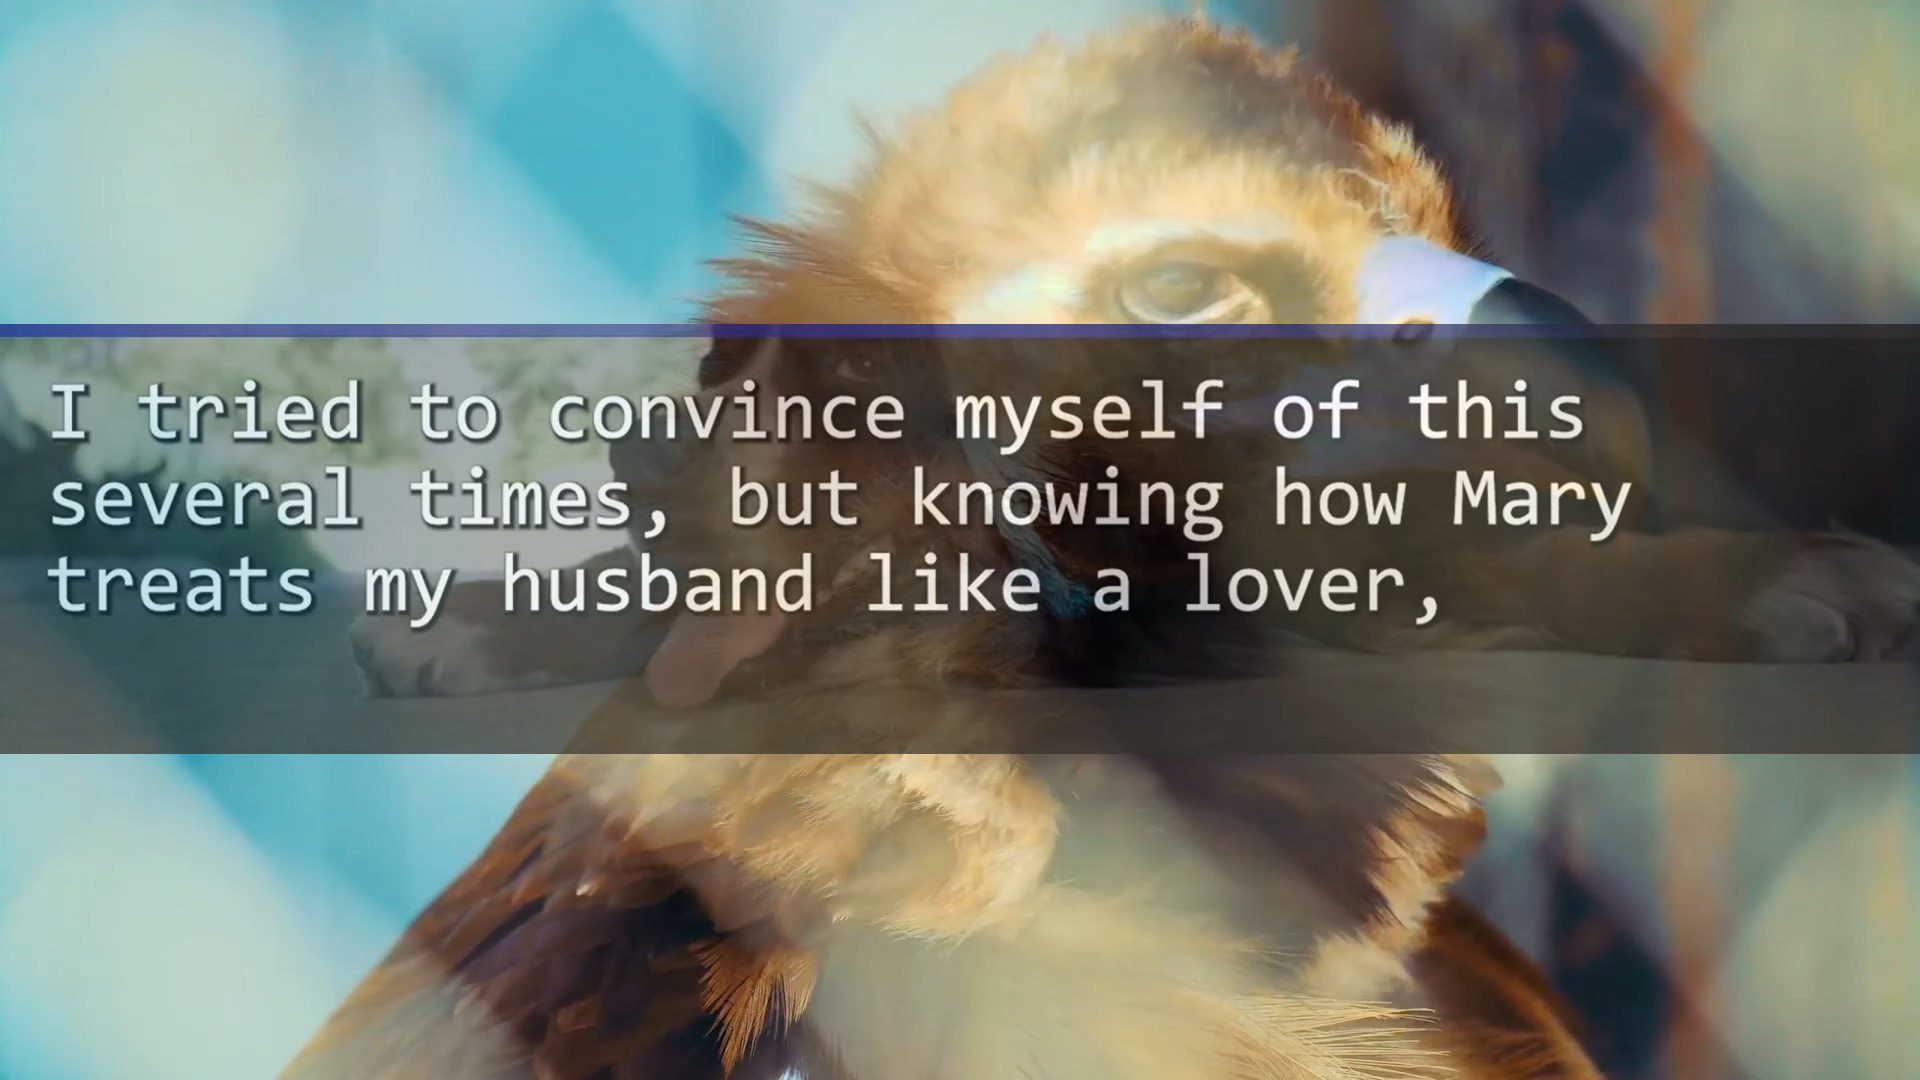 I tried to convince myself of this
several times, but knowing how Mary
treats my husband like a lover,